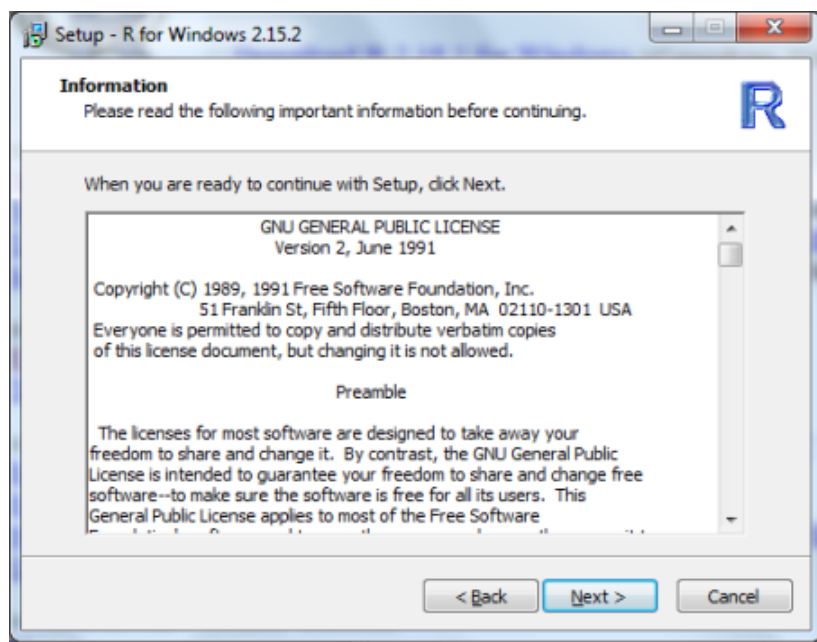 Setup - R for Windows 2.15.2
Information
Please read the following important information before continuing.
R
When you are ready to continue with Setup, click Next.
GNU GENERAL PUBLIC LICENSE
Version 2, June 1991
Copyright (C) 1989, 1991 Free Software Foundation, Inc.
51 Franklin St, Fifth Floor, Boston, MA 02110-1301 USA
Everyone is permitted to copy and distribute verbatim copies
of this license document, but changing it is not allowed.
Preamble
The licenses for most software are designed to take away your
freedom to share and change it. By contrast, the GNU General Public
License is intended to guarantee your freedom to share and change free
software--to make sure the software is free for all its users. This
General Public License applies to most of the Free Software
< Back Next > Cancel